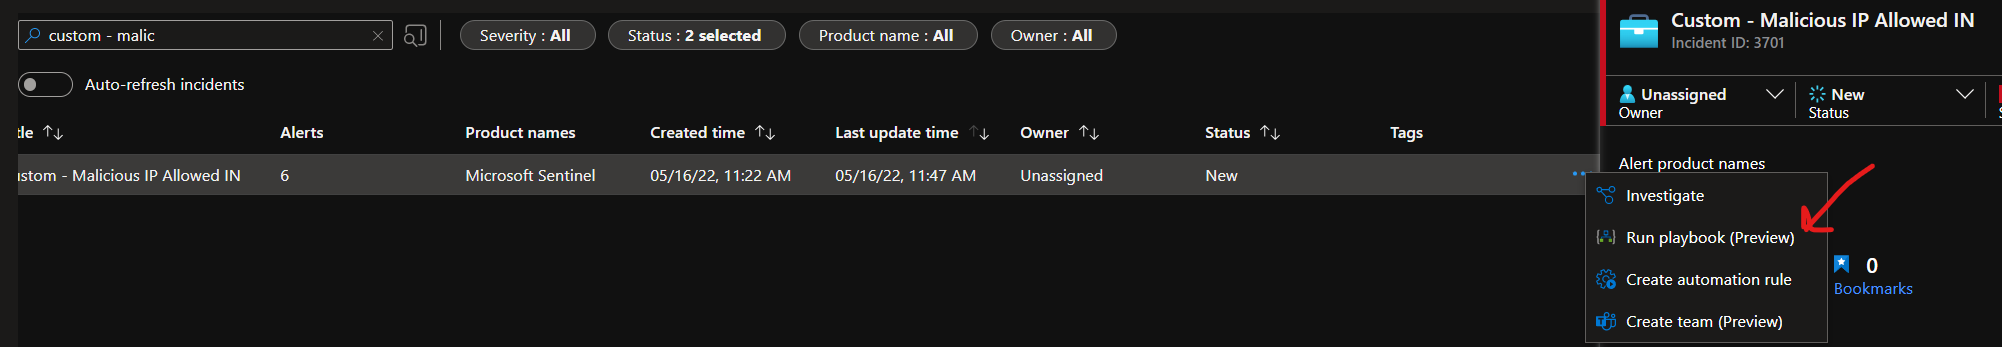 custom - malic
Severity : All
Status : 2 selected
Product name : All
Owner : All
Auto-refresh incidents
tle
Alerts
Product names
Created time
Last update time
Owner
Status
Tags
ustom - Malicious IP Allowed IN
6
Microsoft Sentinel
05/16/22, 11:22 AM
05/16/22, 11:47 AM
Unassigned
New
Investigate
Run playbook (Preview)
Create automation rule
Create team (Preview)
Custom - Malicious IP Allowed IN
Incident ID: 3701
Unassigned
Owner
New
Status
Alert product names
0
Bookmarks